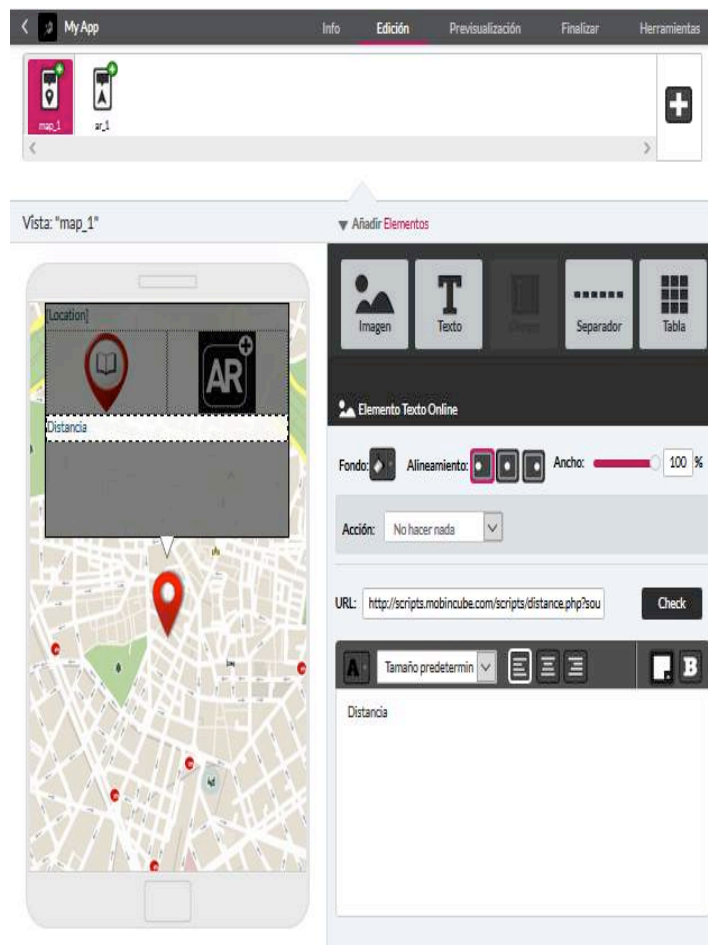 My App
Info
Edición
Previsualización
Finalizar
Herramientas
map_1
ar_1
Vista: "map_1"
Añadir Elementos
Imagen
Texto
Separador
Tabla
[Location]
AR
Distancia
Elemento Texto Online
Fondo:
Alineamiento:
Ancho:
100 %
Acción:
No hacer nada
URL:
http://scripts.mobincube.com/scripts/distance.php?sou
Check
A
Tamaño predetermin
B
Distancia